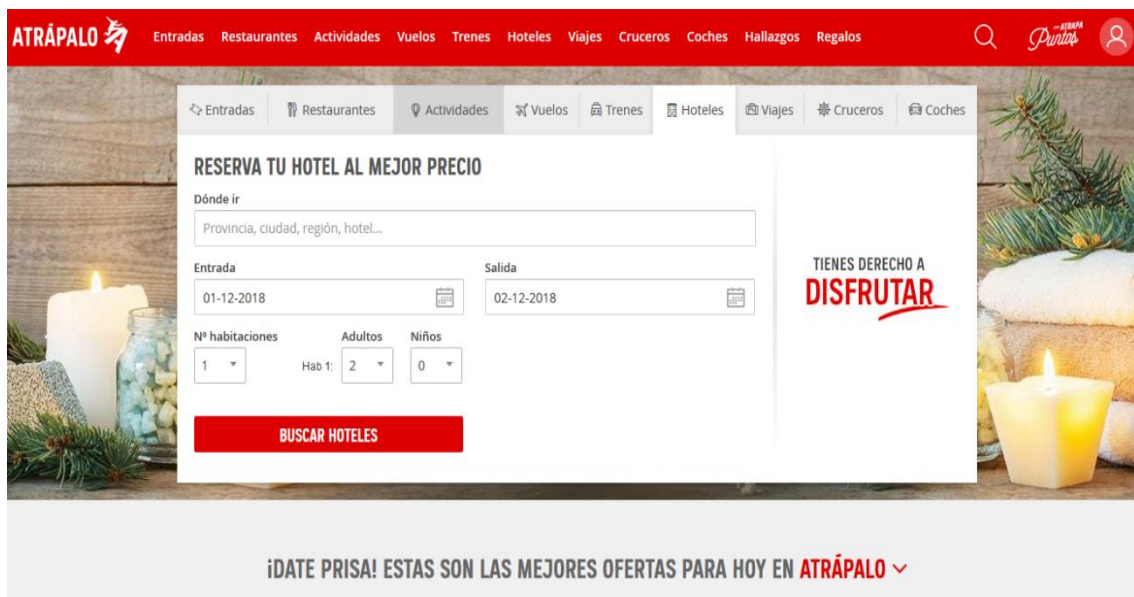 ATRÁPALO Entradas Restaurantes Actividades Vuelos Trenes Hoteles Viajes Cruceros Coches Hallazgos Regalos ATRAPA
Puntos
Entradas Restaurantes Actividades Vuelos Trenes Hoteles Viajes Cruceros Coches
RESERVA TU HOTEL AL MEJOR PRECIO
Dónde ir
Provincia, ciudad, región, hotel...
Entrada Salida
01-12-2018 02-12-2018
Nº habitaciones Adultos Niños
1 Hab 1: 2 0
BUSCAR HOTELES
TIENES DERECHO A
DISFRUTAR
¡DATE PRISA! ESTAS SON LAS MEJORES OFERTAS PARA HOY EN ATRÁPALO